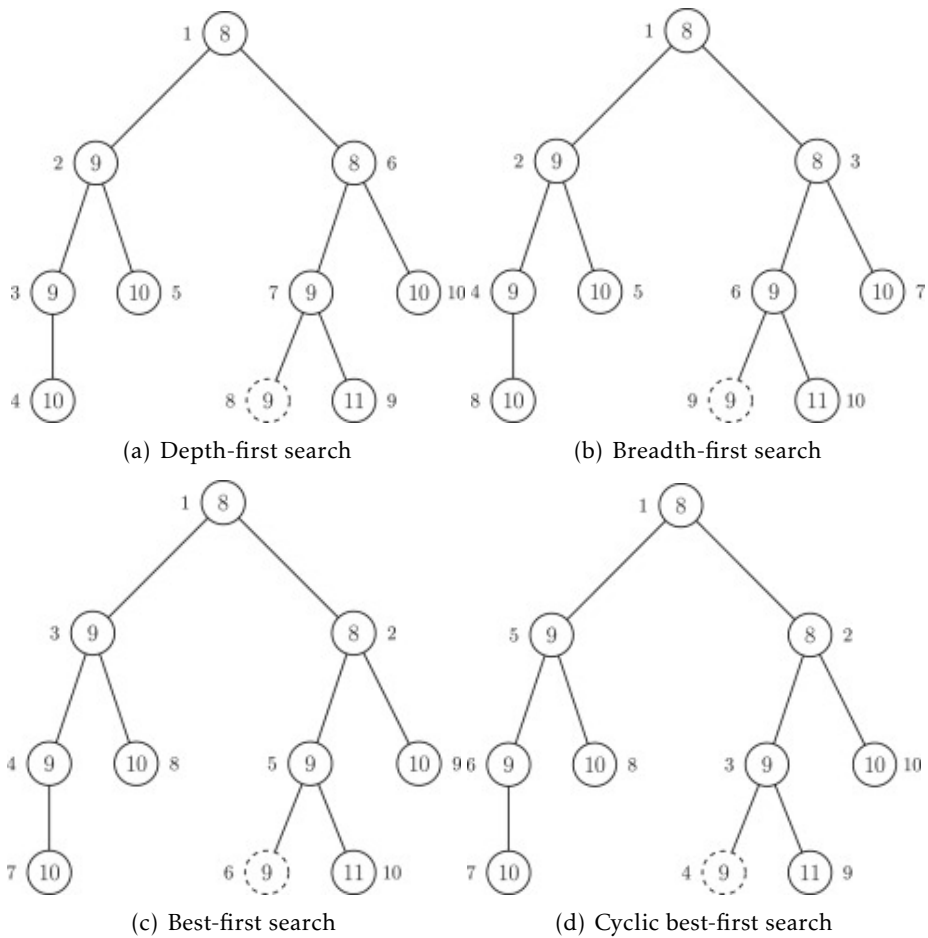 1 8 1 8
2 9 8 6 2 9 8 3
3 9 10 5 7 9 10 10 4 9 10 5 6 9 10 7
4 10 8 9 11 9 8 10 9 9 11 10
(a) Depth-first search (b) Breadth-first search
1 8 1 8
3 9 8 2 5 9 8 2
4 9 10 8 5 9 10 9 6 9 10 8 3 9 10 10
7 10 6 9 11 10 7 10 4 9 11 9
(c) Best-first search (d) Cyclic best-first search